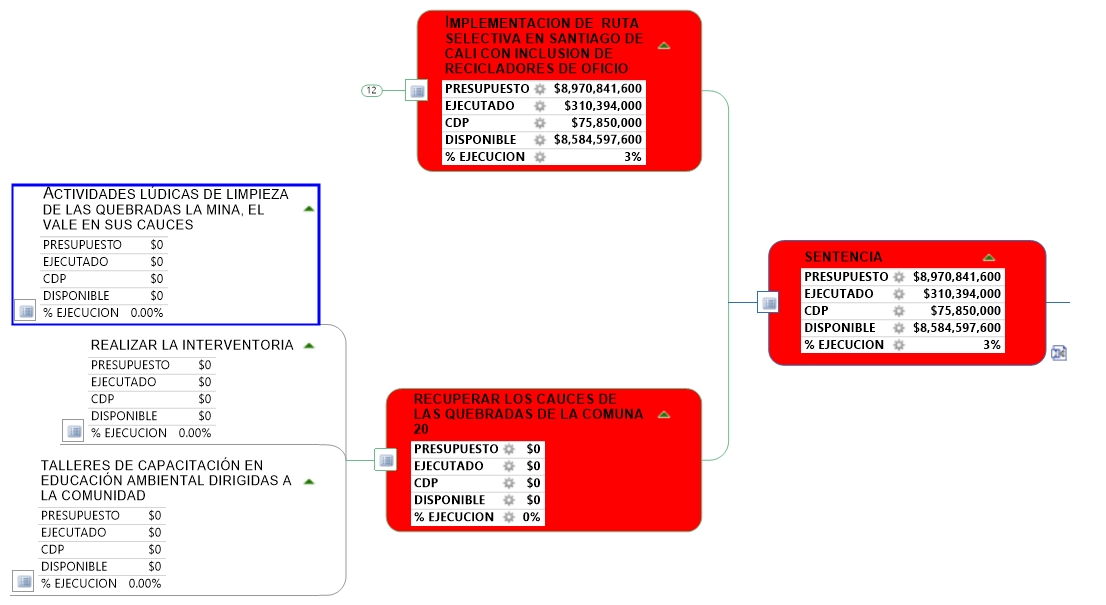 IMPLEMENTACION DE RUTA
SELECTIVA EN SANTIAGO DE
CALI CON INCLUSION DE
RECICLADORES DE OFICIO
12
PRESUPUESTO $8,970,841,600
EJECUTADO $310,394,000
CDP $75,850,000
DISPONIBLE $8,584,597,600
% EJECUCION 3%
ACTIVIDADES LÚDICAS DE LIMPIEZA
DE LAS QUEBRADAS LA MINA, EL
VALE EN SUS CAUCES
PRESUPUESTO $0
EJECUTADO $0
CDP $0
DISPONIBLE $0
% EJECUCION 0.00%
REALIZAR LA INTERVENTORIA
PRESUPUESTO $0
EJECUTADO $0
CDP $0
DISPONIBLE $0
% EJECUCION 0.00%
TALLERES DE CAPACITACIÓN EN
EDUCACIÓN AMBIENTAL DIRIGIDAS A
LA COMUNIDAD
PRESUPUESTO $0
EJECUTADO $0
CDP $0
DISPONIBLE $0
% EJECUCION 0.00%
RECUPERAR LOS CAUCES DE
LAS QUEBRADAS DE LA COMUNA
20
PRESUPUESTO $0
EJECUTADO $0
CDP $0
DISPONIBLE $0
% EJECUCION 0%
SENTENCIA
PRESUPUESTO $8,970,841,600
EJECUTADO $310,394,000
CDP $75,850,000
DISPONIBLE $8,584,597,600
% EJECUCION 3%